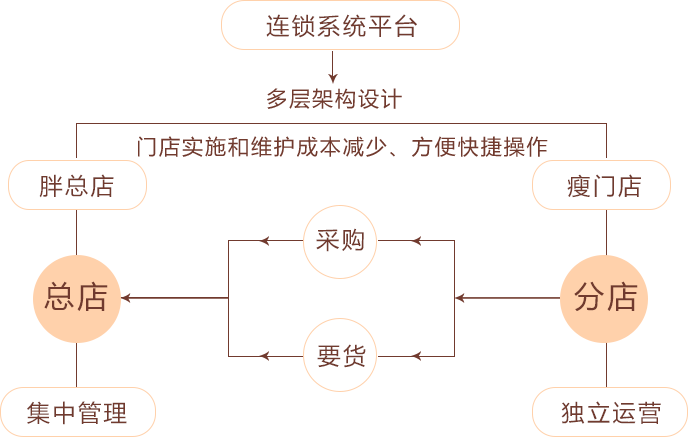 连锁系统平台
多层架构设计
门店实施和维护成本减少、方便快捷操作
胖总店
瘦门店
采购
总店
分店
要货
集中管理
独立运营